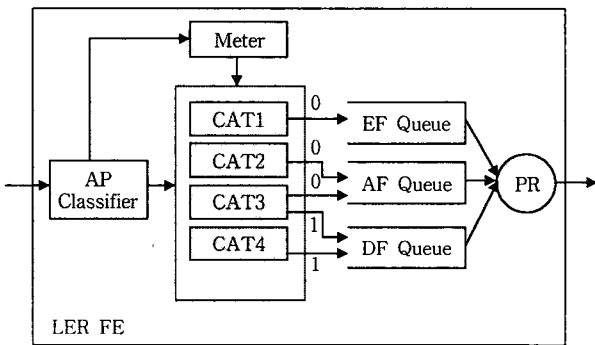 Meter
0
CAT1
EF Queue
0
CAT2
AP
Classifier
0
AF Queue
PR
CAT3
1
CAT4
DF Queue
1
LER FE